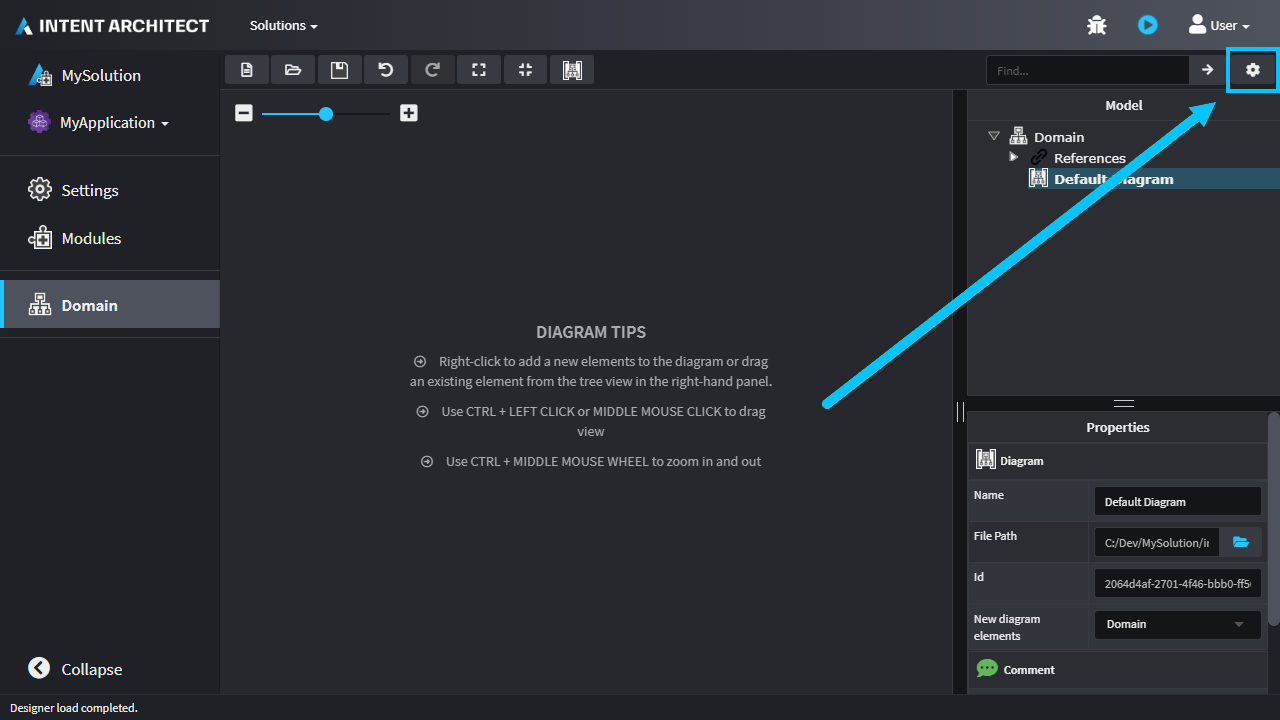 INTENT ARCHITECT
Solutions
User
MySolution
MyApplication
Settings
Modules
Domain
Collapse
Find...
DIAGRAM TIPS
Right-click to add a new elements to the diagram or drag
an existing element from the tree view in the right-hand panel.
Use CTRL + LEFT CLICK or MIDDLE MOUSE CLICK to drag
view
Use CTRL + MIDDLE MOUSE WHEEL to zoom in and out
Model
Domain
References
Default Diagram
Properties
Diagram
Name
Default Diagram
File Path
C:/Dev/MySolution/in
Id
2064d4af-2701-4f46-bbb0-ff5
New diagram
elements
Domain
Comment
Designer load completed.